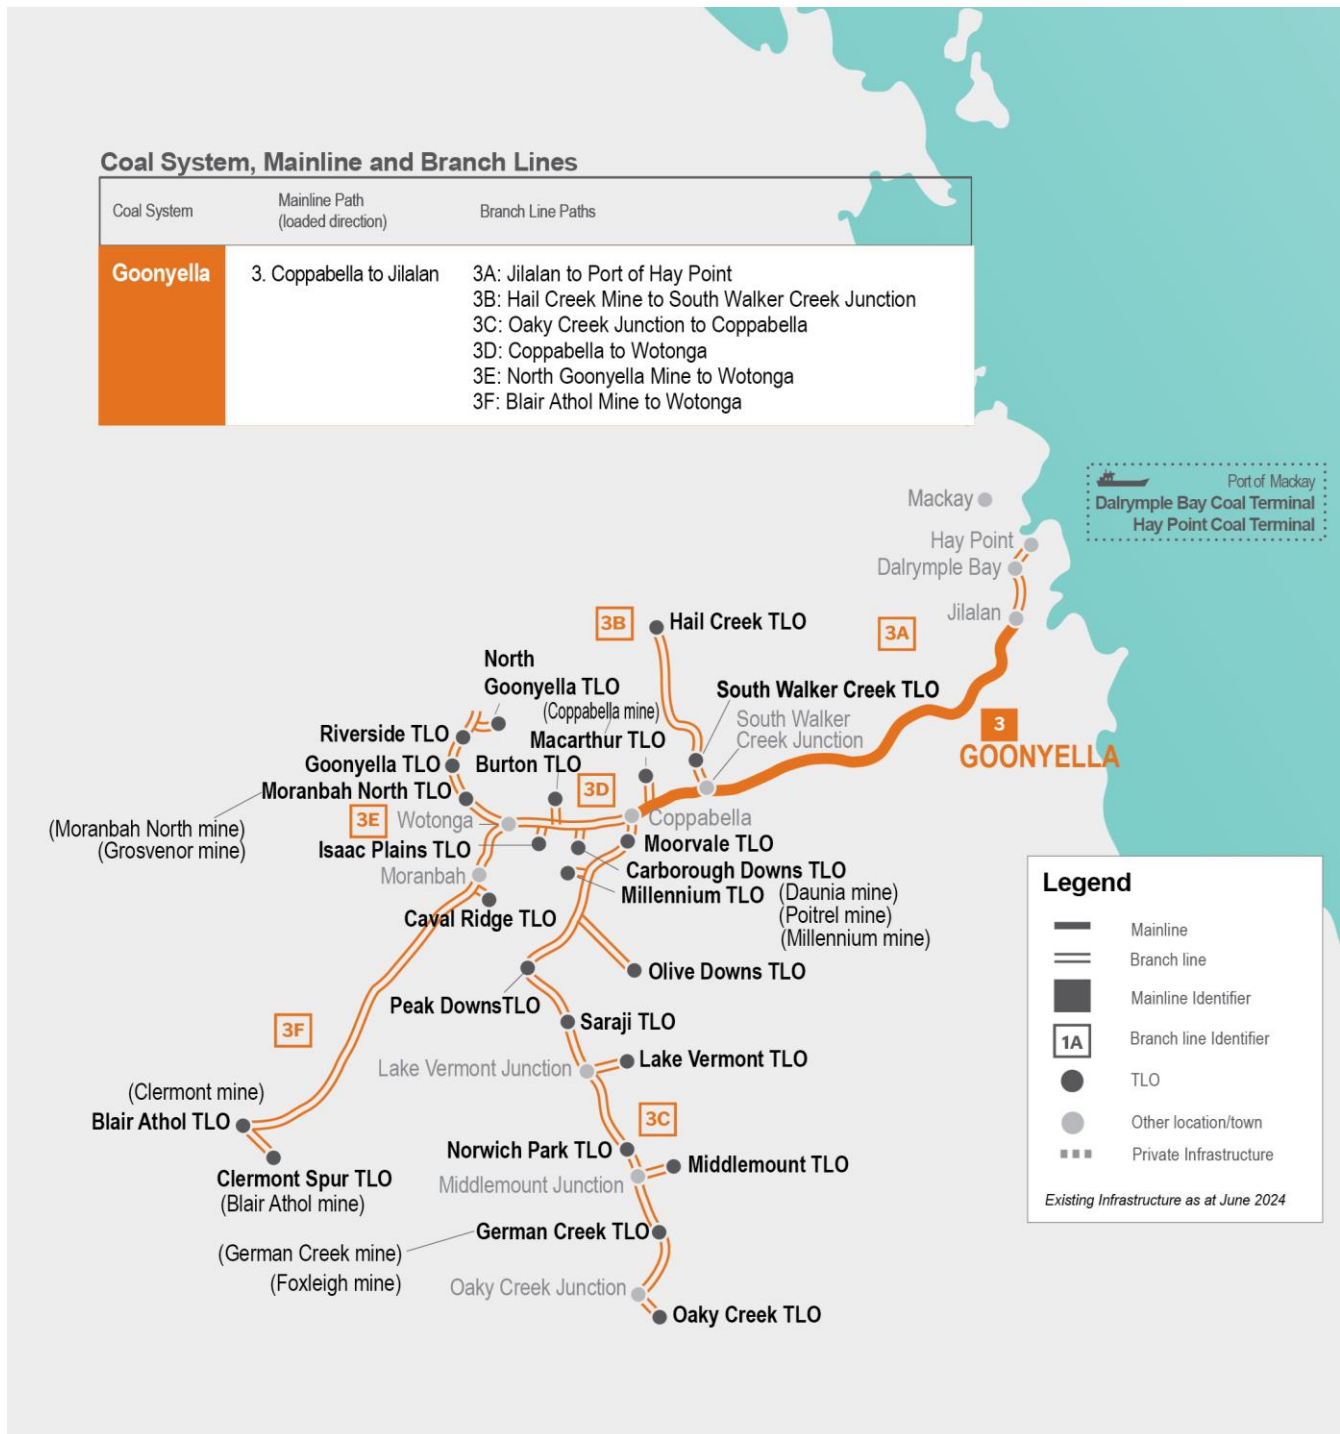 Coal System, Mainline and Branch Lines
Coal System
Mainline Path
(loaded direction)
Branch Line Paths
Goonyella
3. Coppabella to Jilalan
3A: Jilalan to Port of Hay Point
3B: Hail Creek Mine to South Walker Creek Junction
3C: Oaky Creek Junction to Coppabella
3D: Coppabella to Wotonga
3E: North Goonyella Mine to Wotonga
3F: Blair Athol Mine to Wotonga
Port of Mackay
Dalrymple Bay Coal Terminal
Hay Point Coal Terminal
Mackay
Hay Point
Dalrymple Bay
Jilalan
3B
Hail Creek TLO
3A
North
Goonyella TLO
(Coppabella mine)
Macarthur TLO
South Walker Creek TLO
South Walker
Creek Junction
3
GOONYELLA
Riverside TLO
Goonyella TLO
Burton TLO
Moranbah North TLO
3D
(Moranbah North mine)
(Grosvenor mine)
3E
Wotonga
Coppabella
Isaac Plains TLO
Moorvale TLO
Moranbah
Carborough Downs TLO
Millennium TLO
(Daunia mine)
(Poitrel mine)
(Millennium mine)
Caval Ridge TLO
Olive Downs TLO
Peak DownsTLO
Saraji TLO
3F
Lake Vermont Junction
Lake Vermont TLO
(Clermont mine)
Blair Athol TLO
3C
Clermont Spur TLO
(Blair Athol mine)
Norwich Park TLO
Middlemount TLO
Middlemount Junction
German Creek TLO
(German Creek mine)
(Foxleigh mine)
Oaky Creek Junction
Oaky Creek TLO
Legend
Mainline
Branch line
Mainline Identifier
1A
Branch line Identifier
TLO
Other location/town
Private Infrastructure
Existing Infrastructure as at June 2024